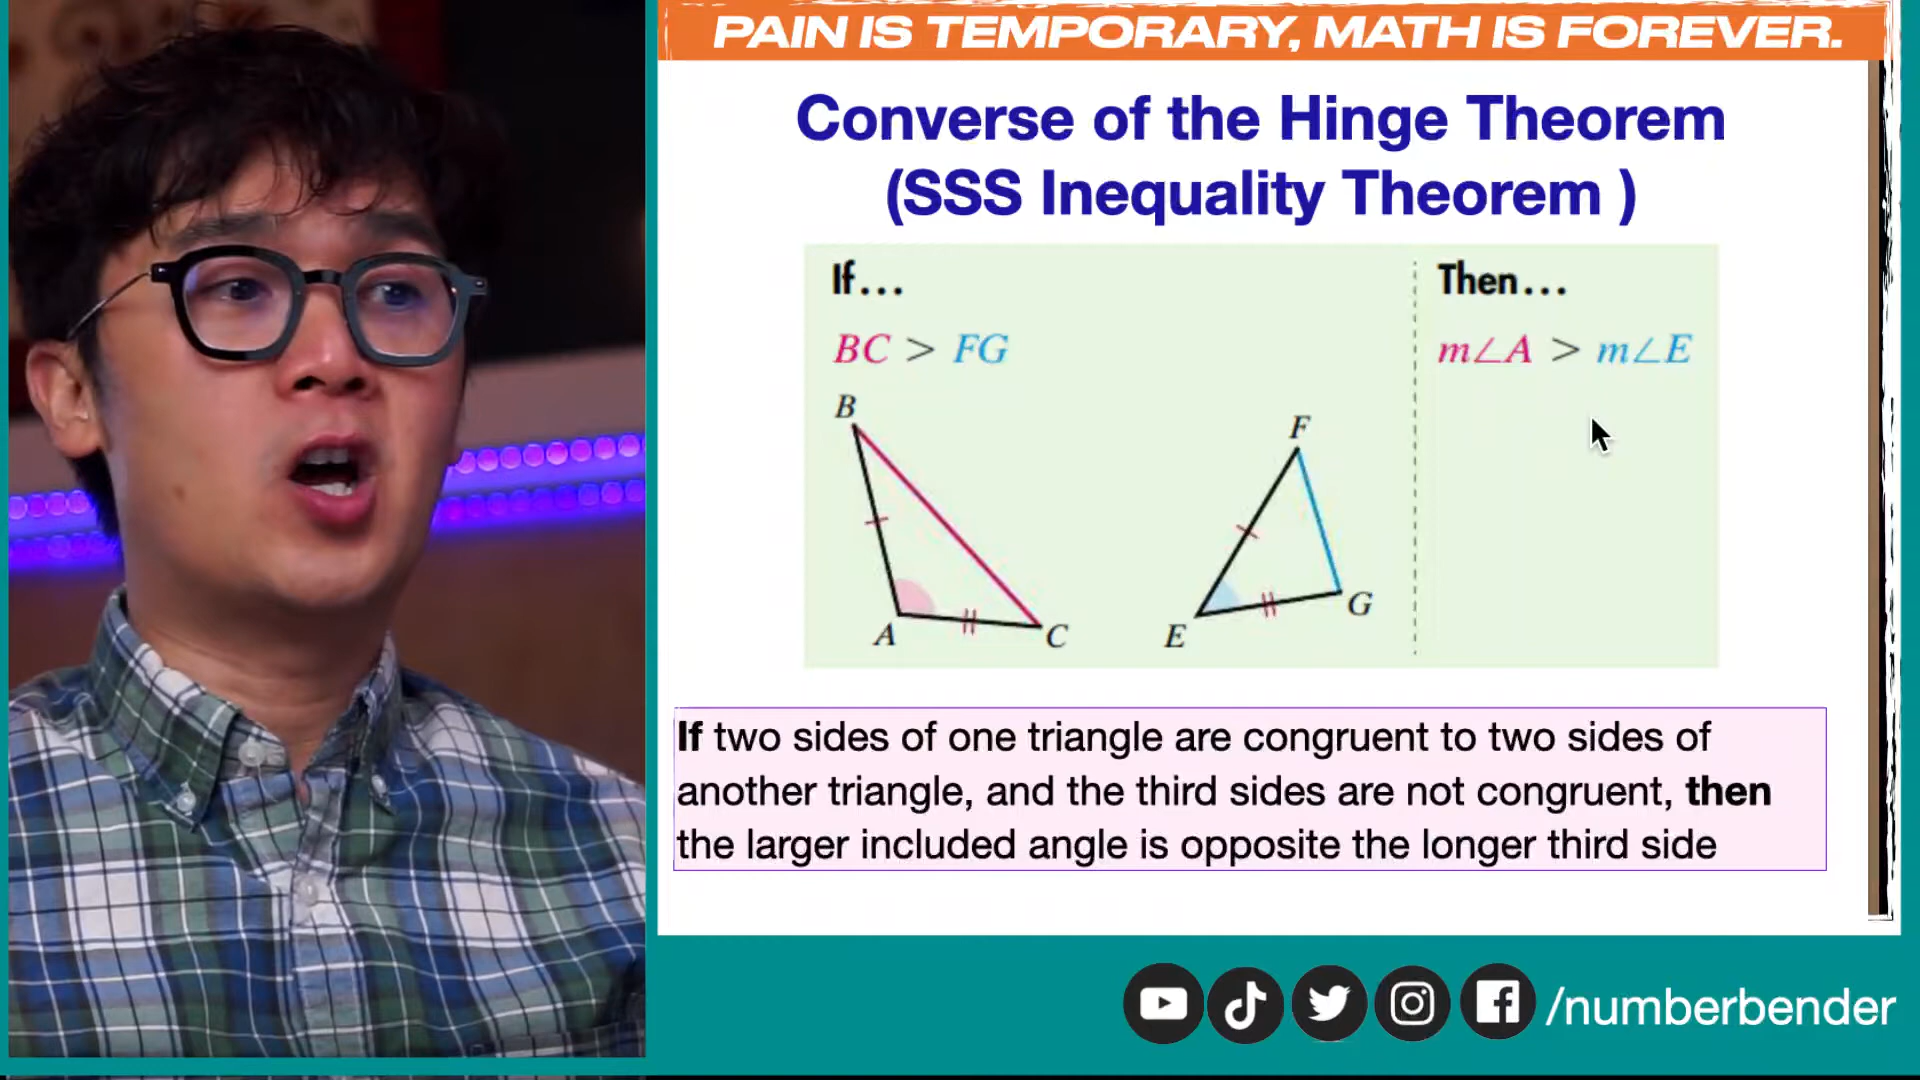 PAIN IS TEMPORARY, MATH IS FOREVER.
Converse of the Hinge Theorem
(SSS Inequality Theorem )
If...
BC > FG
Then...
m∠A > m∠E
B
F
A
C
E
G
If two sides of one triangle are congruent to two sides of
another triangle, and the third sides are not congruent, then
the larger included angle is opposite the longer third side
/numberbender